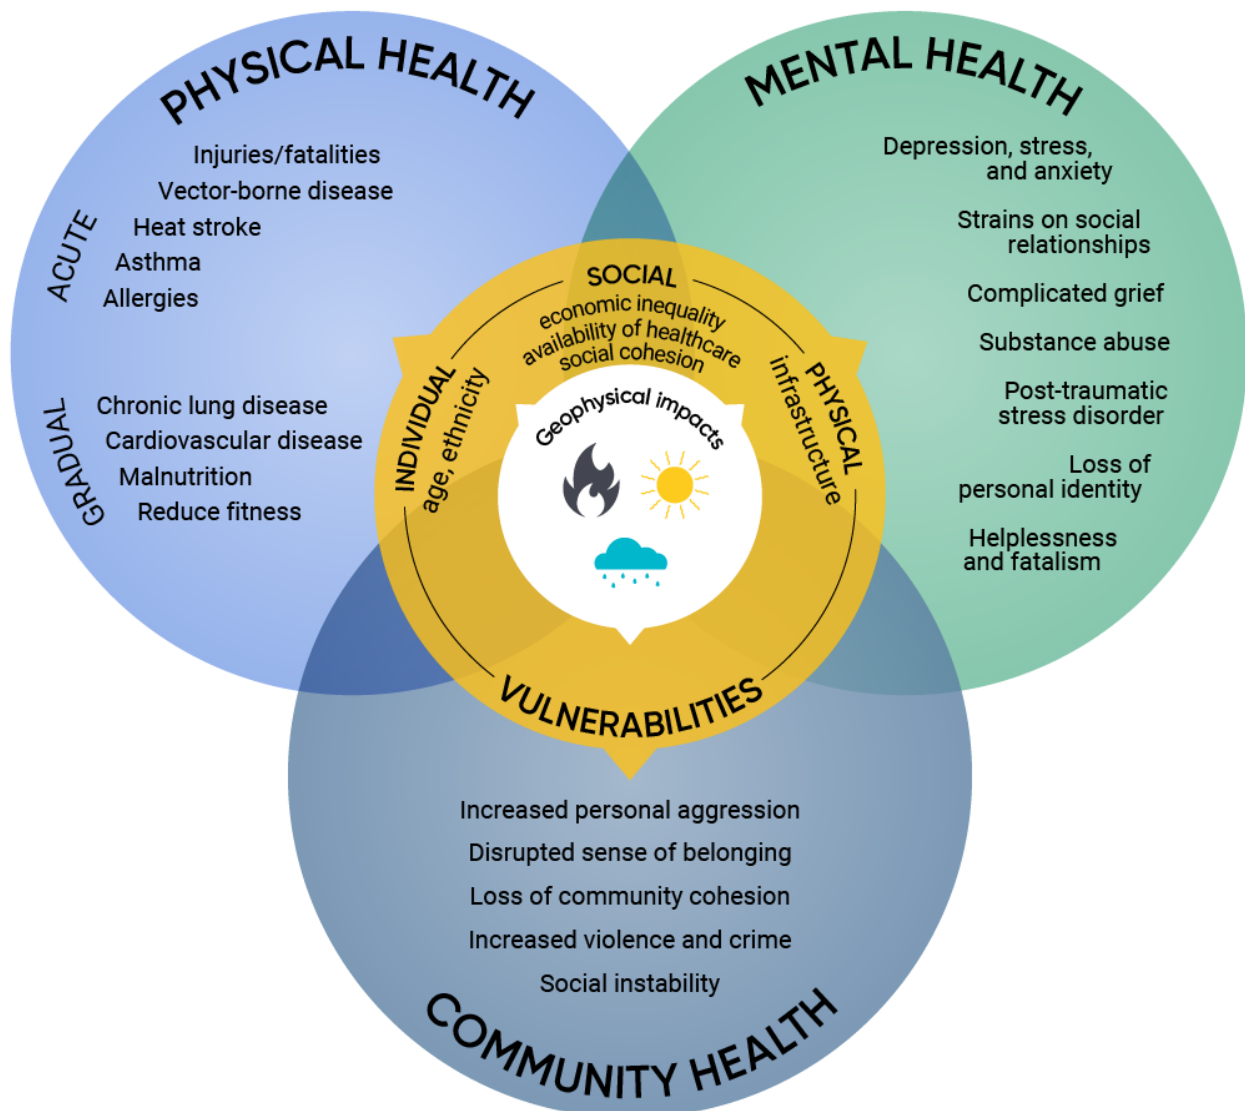 PHYSICAL HEALTH
ACUTE
Injuries/fatalities
Vector-borne disease
Heat stroke
Asthma
Allergies
GRADUAL
Chronic lung disease
Cardiovascular disease
Malnutrition
Reduce fitness
MENTAL HEALTH
Depression, stress,
and anxiety
Strains on social
relationships
Complicated grief
Substance abuse
Post-traumatic
stress disorder
Loss of
personal identity
Helplessness
and fatalism
SOCIAL
economic inequality
availability of healthcare
social cohesion
INDIVIDUAL
age, ethnicity
PHYSICAL
infrastructure
Geophysical impacts
VULNERABILITIES
Increased personal aggression
Disrupted sense of belonging
Loss of community cohesion
Increased violence and crime
Social instability
COMMUNITY HEALTH